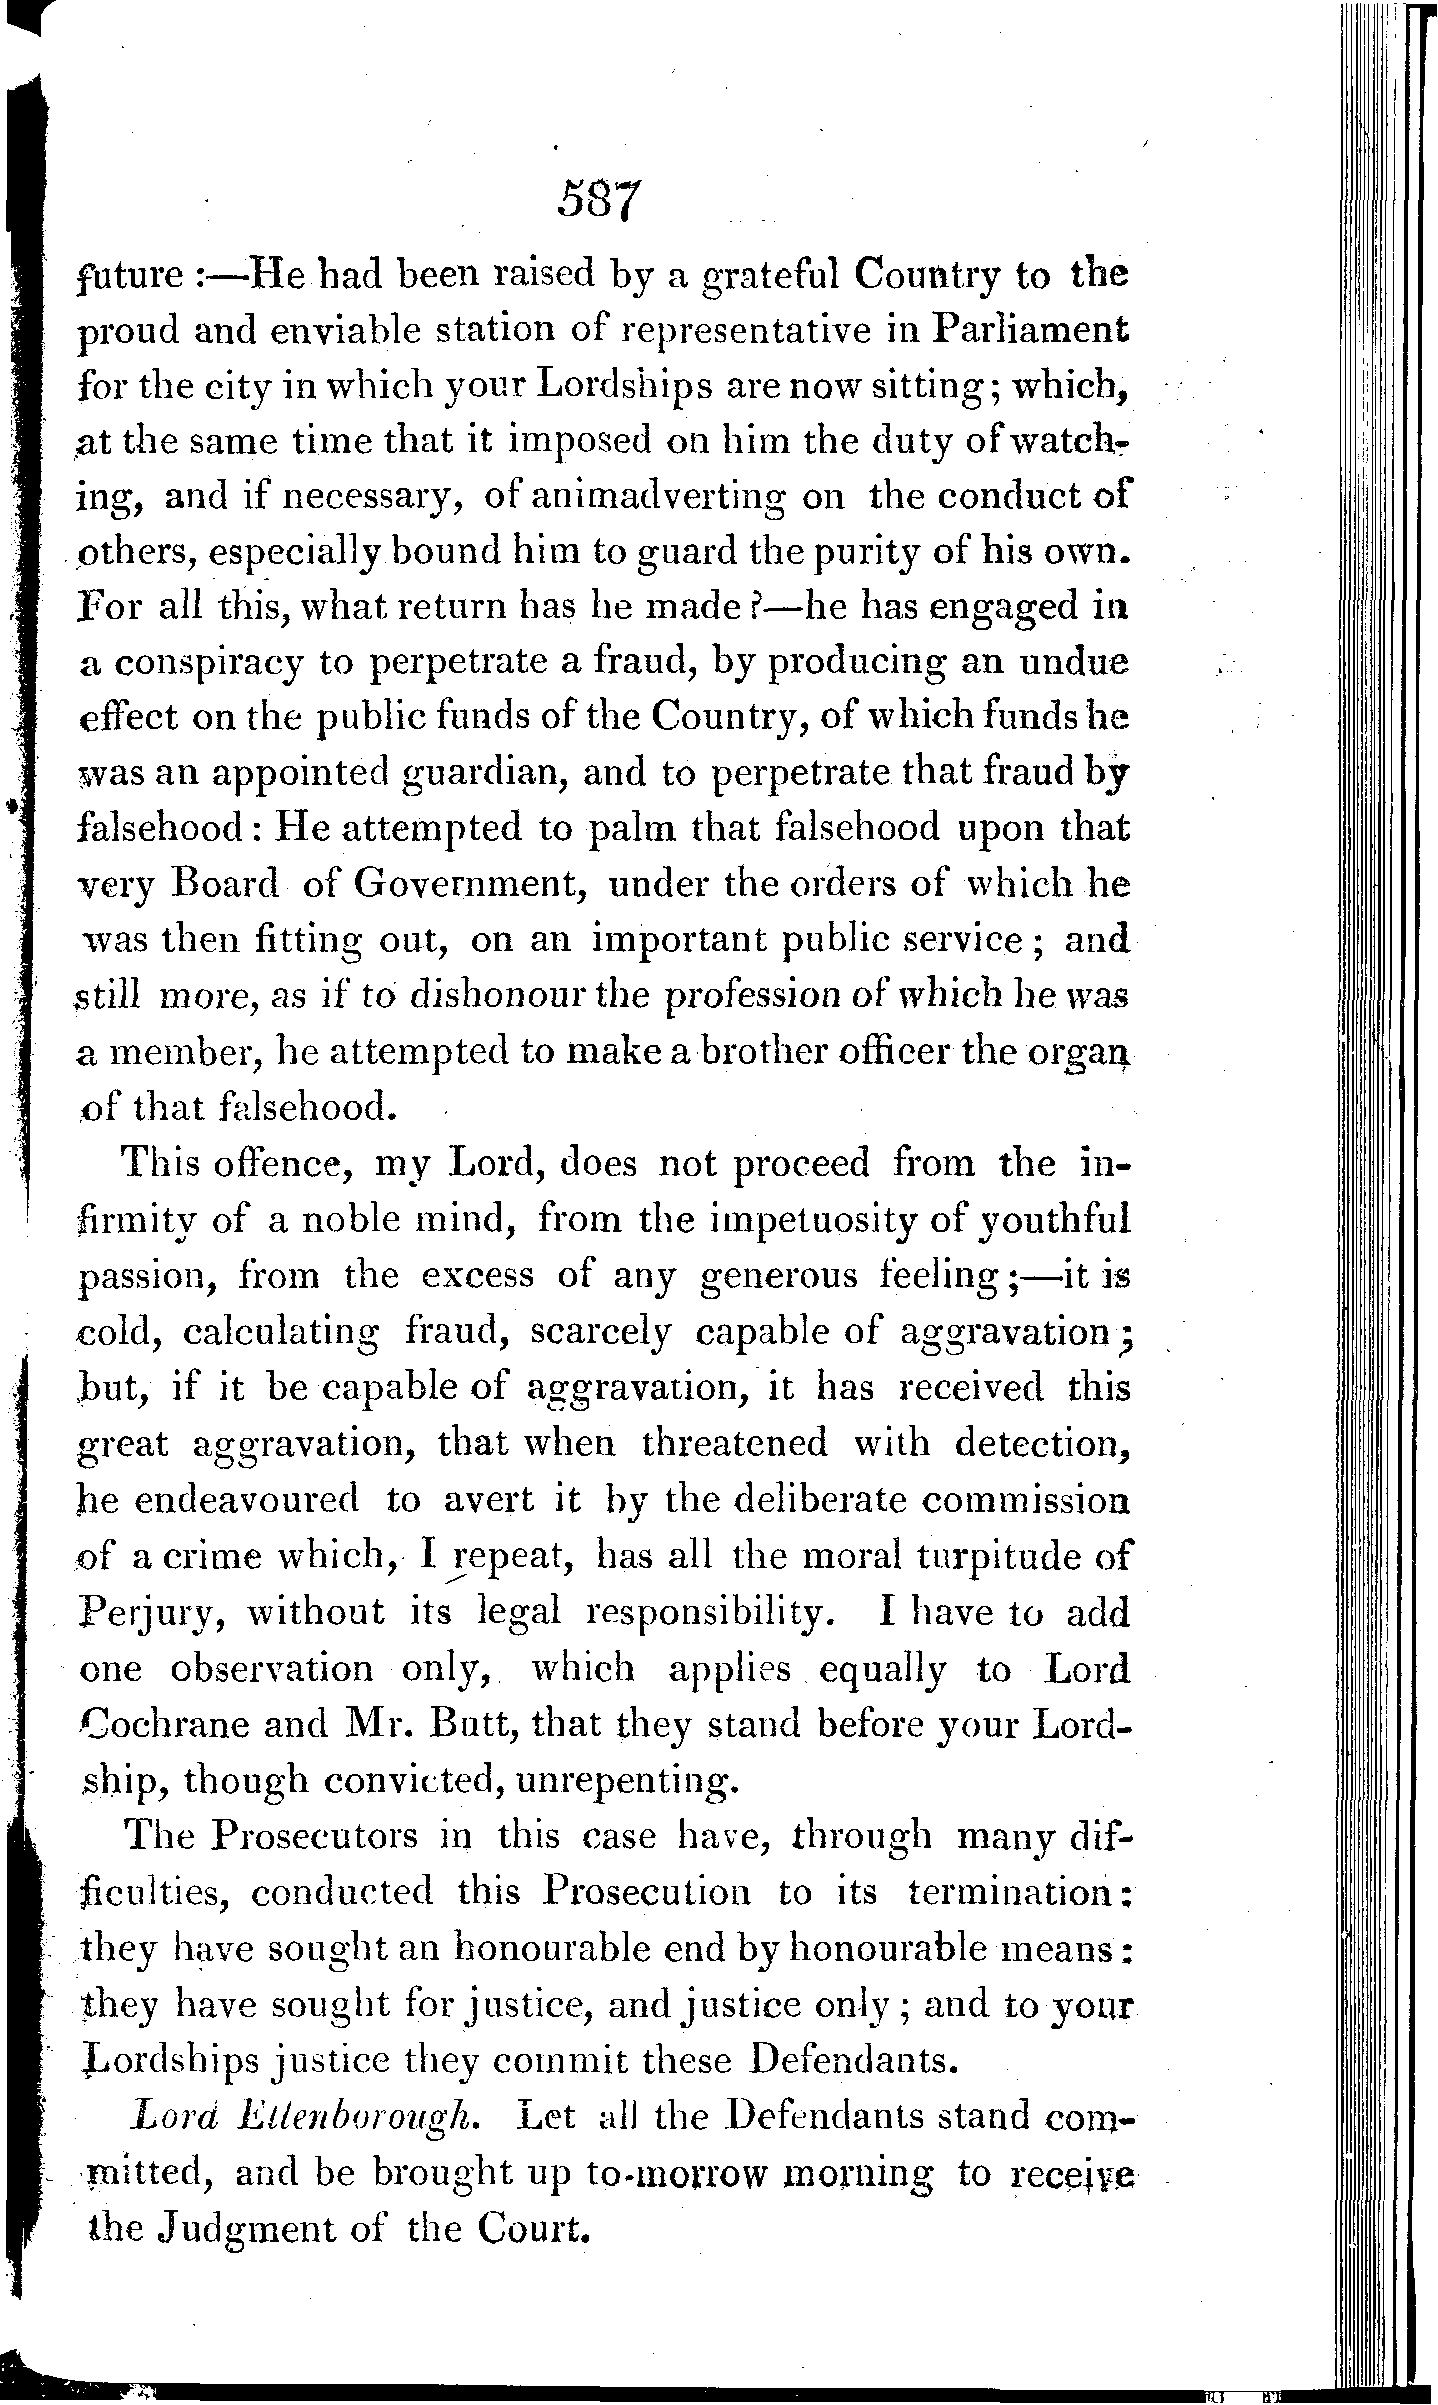 587
future :—He had been raised by a grateful Country to the
proud and enviable station of representative in Parliament
for the city in which your Lordships are now sitting; which,
at the same time that it imposed on him the duty of watch-
ing, and if necessary, of animadverting on the conduct of
others, especially bound him to guard the purity of his own.
For all this, what return has he made ?—he has engaged in
a conspiracy to perpetrate a fraud, by producing an undue
effect on the public funds of the Country, of which funds he
was an appointed guardian, and to perpetrate that fraud by
falsehood: He attempted to palm that falsehood upon that
very Board of Government, under the orders of which he
was then fitting out, on an important public service; and
still more, as if to dishonour the profession of which he was
a member, he attempted to make a brother officer the organ
of that falsehood.
This offence, my Lord, does not proceed from the in-
firmity of a noble mind, from the impetuosity of youthful
passion, from the excess of any generous feeling;—it is
cold, calculating fraud, scarcely capable of aggravation;
but, if it be capable of aggravation, it has received this
great aggravation, that when threatened with detection,
he endeavoured to avert it by the deliberate commission
of a crime which, I repeat, has all the moral turpitude of
Perjury, without its legal responsibility. I have to add
one observation only, which applies equally to Lord
Cochrane and Mr. Butt, that they stand before your Lord-
ship, though convicted, unrepenting.
The Prosecutors in this case have, through many dif-
ficulties, conducted this Prosecution to its termination:
they have sought an honourable end by honourable means:
they have sought for justice, and justice only; and to your
Lordships justice they commit these Defendants.
Lord Ellenborough. Let all the Defendants stand com-
mitted, and be brought up to-morrow morning to receive
the Judgment of the Court.